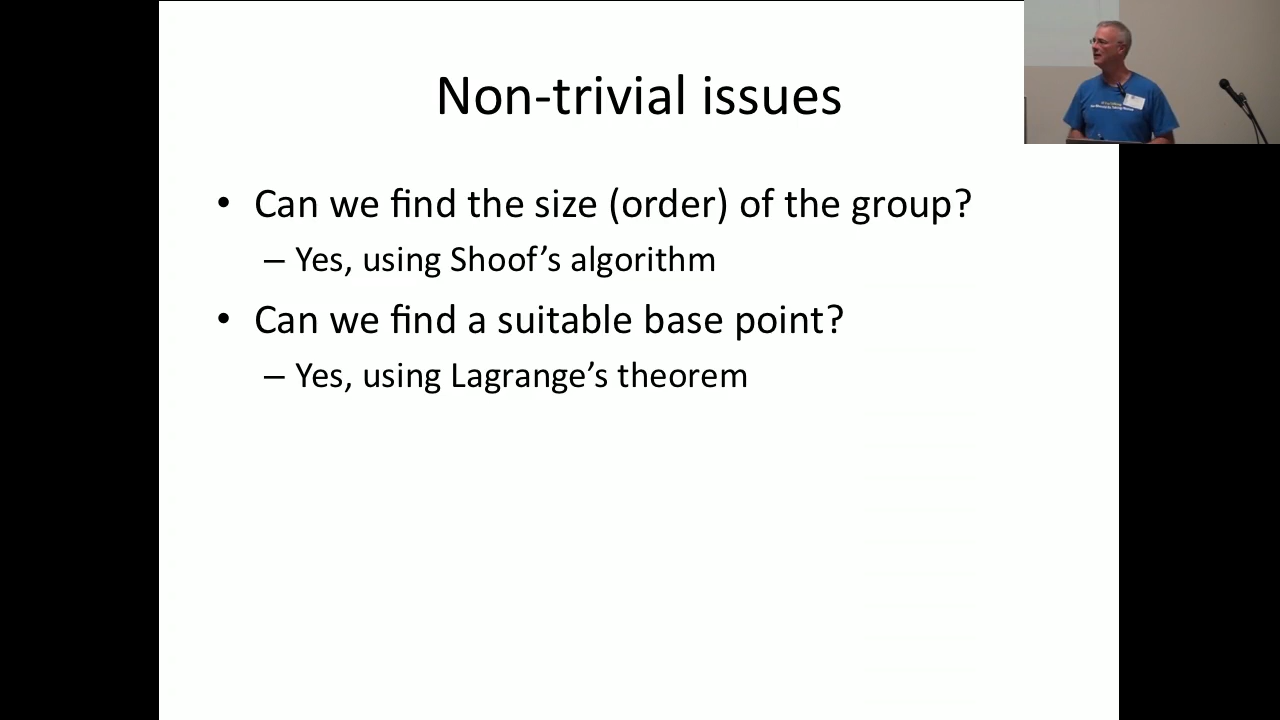 Non-trivial issues
• Can we find the size (order) of the group?
– Yes, using Shoof’s algorithm
• Can we find a suitable base point?
– Yes, using Lagrange’s theorem